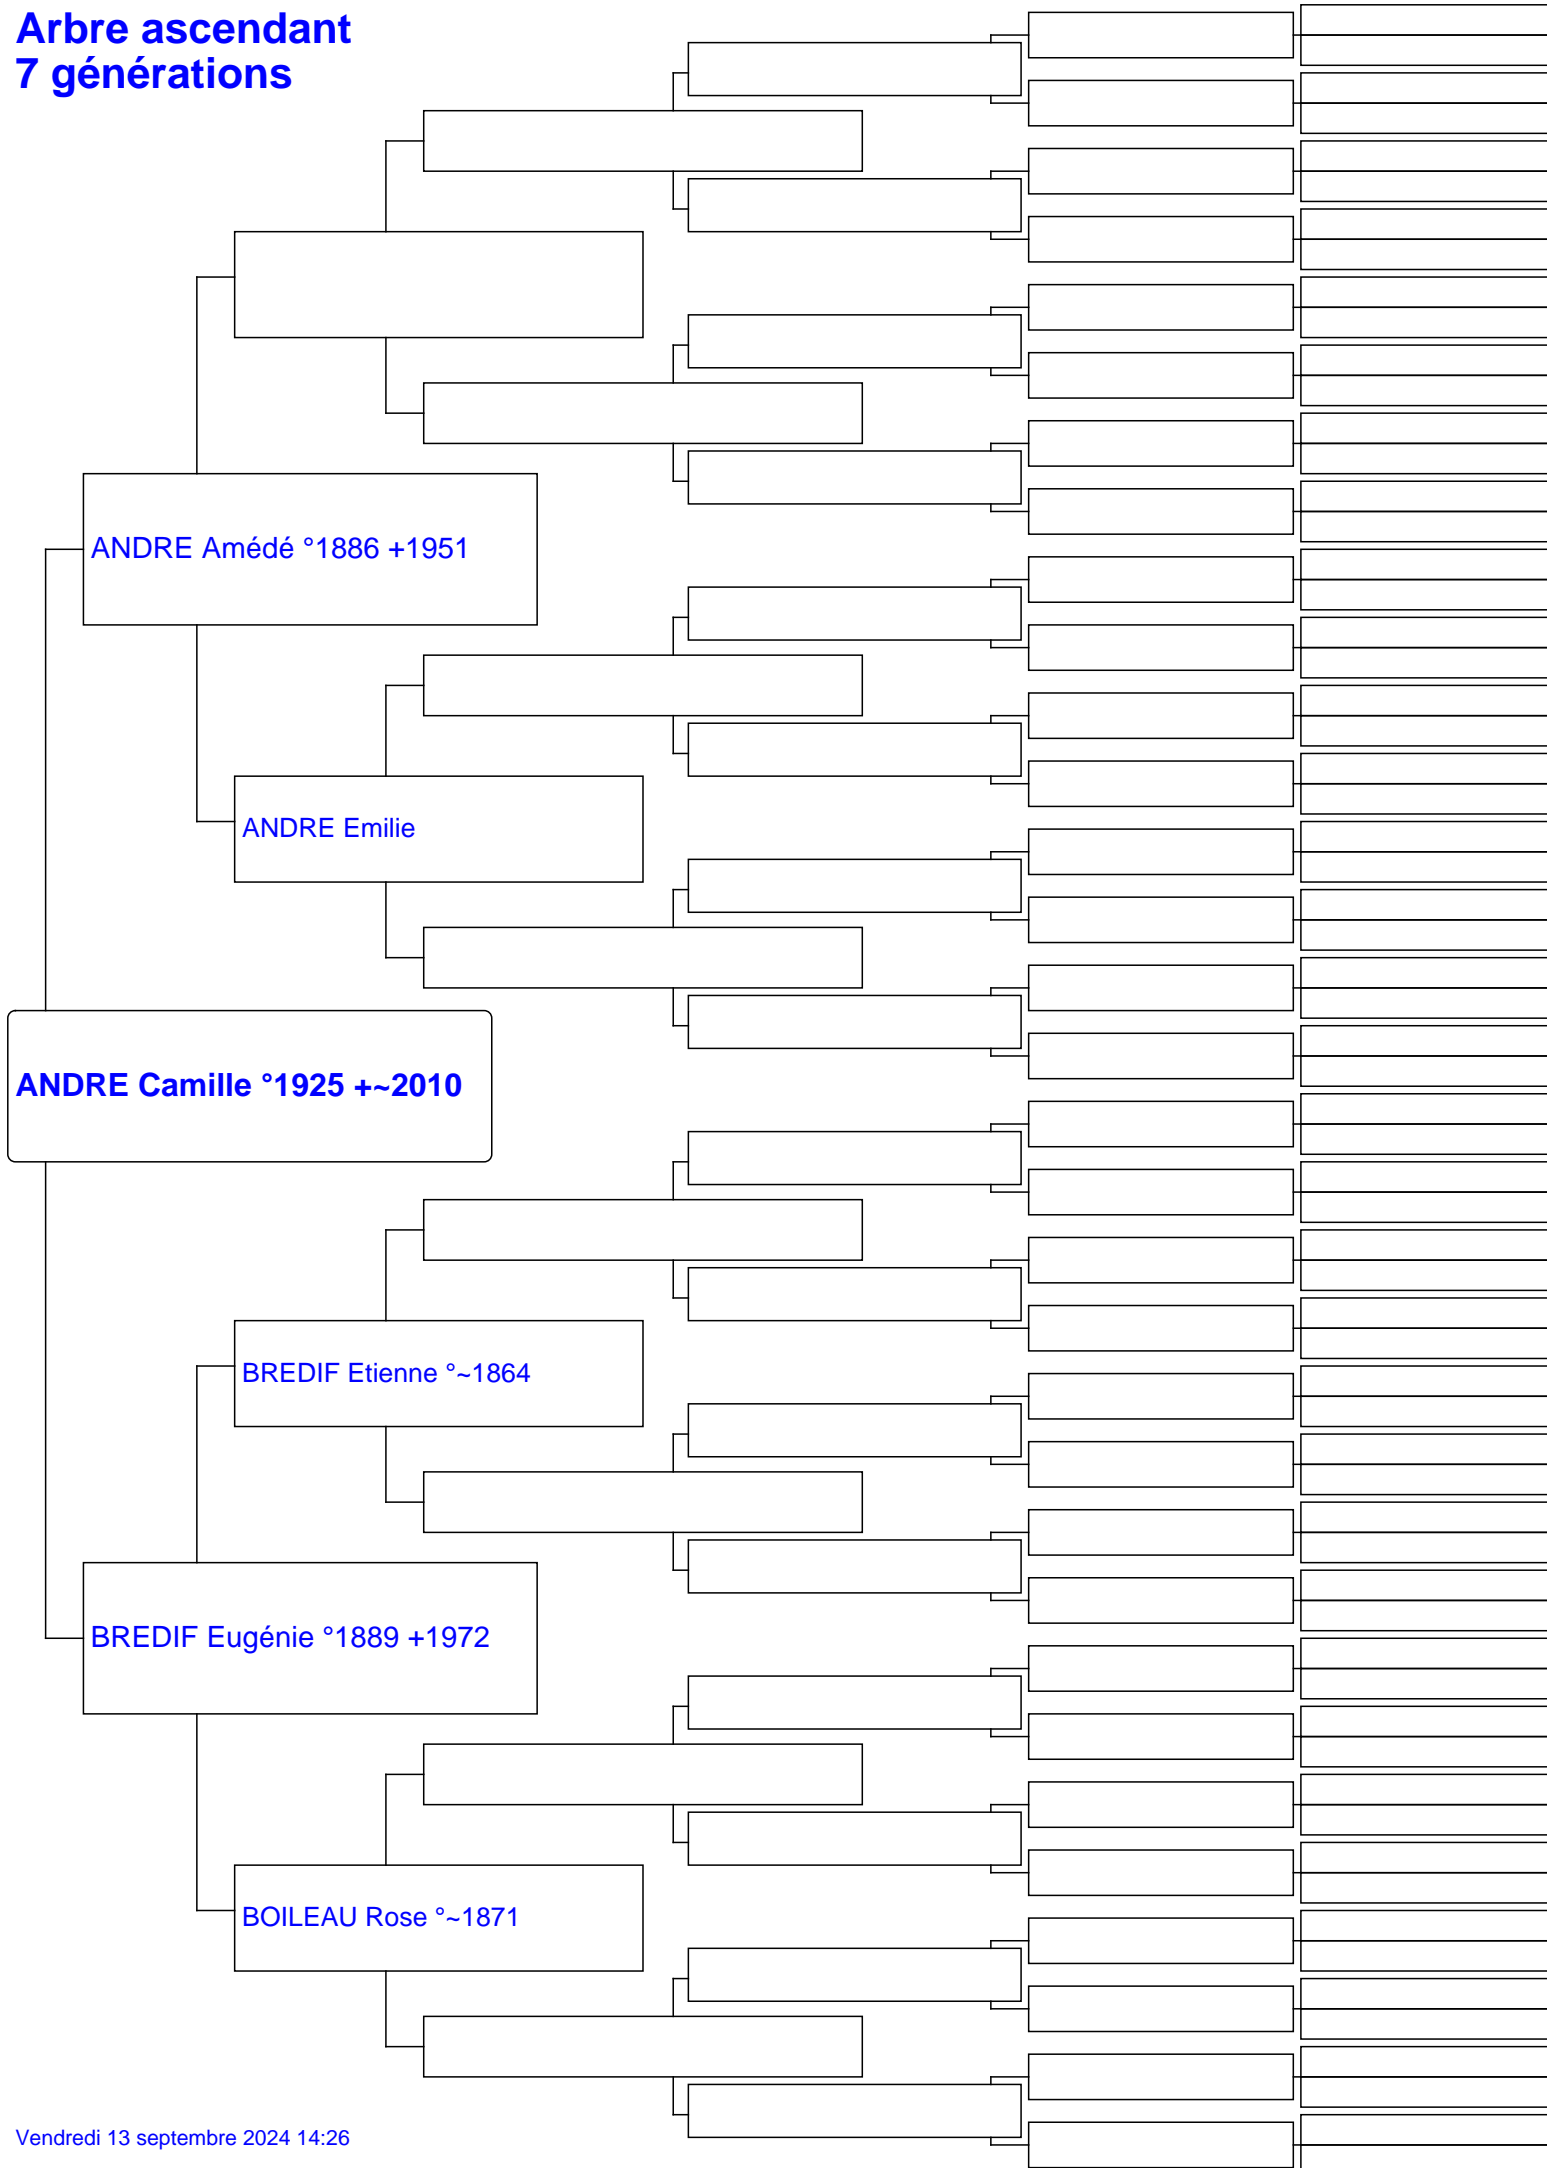 Arbre ascendant
7 générations
ANDRE Amédé °1886 +1951
ANDRE Emilie
ANDRE Camille °1925 +~2010
BREDIF Etienne °~1864
BREDIF Eugénie °1889 +1972
BOILEAU Rose °~1871
Vendredi 13 septembre 2024 14:26